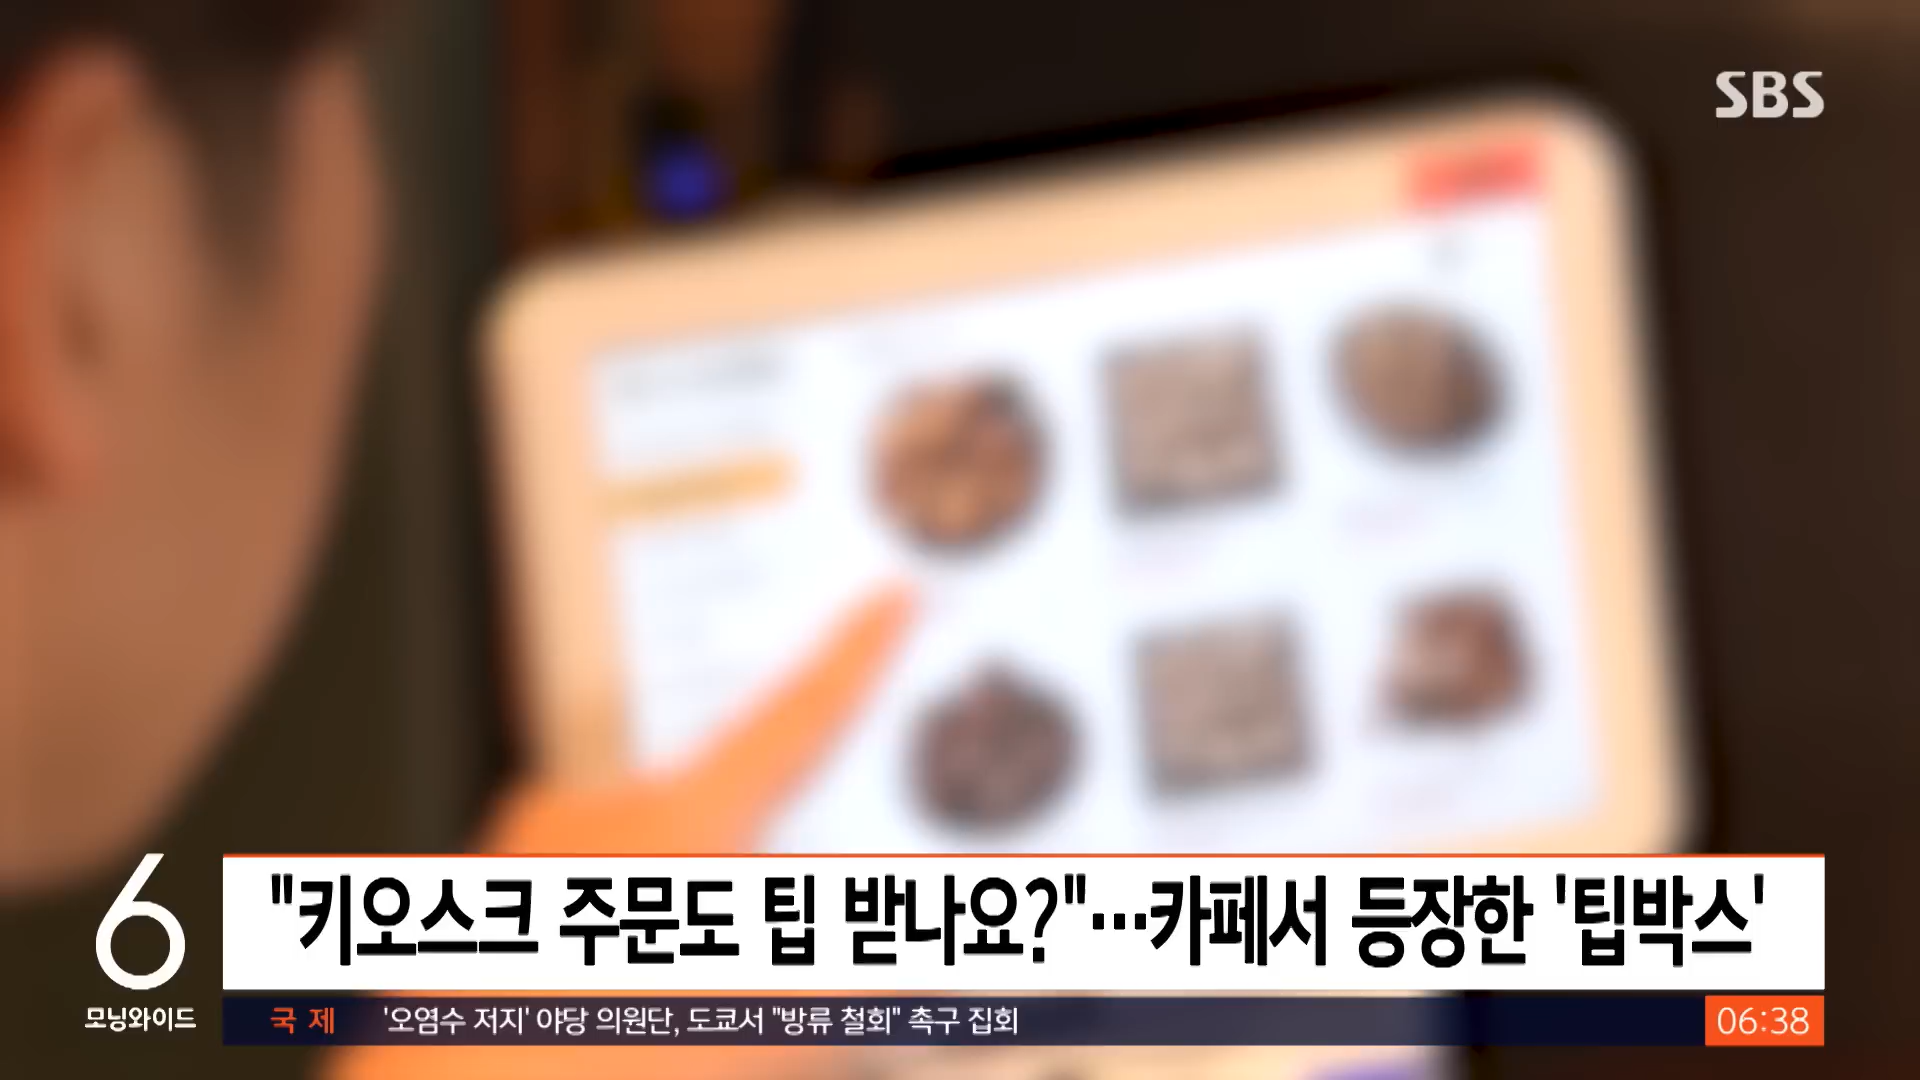 SBS
"키오스크 주문도 팁 받나요?"…카페서 등장한 '팁박스'
6
모닝와이드
국 제 '오염수 저지' 야당 의원단, 도쿄서 "방류 철회" 촉구 집회
06:38